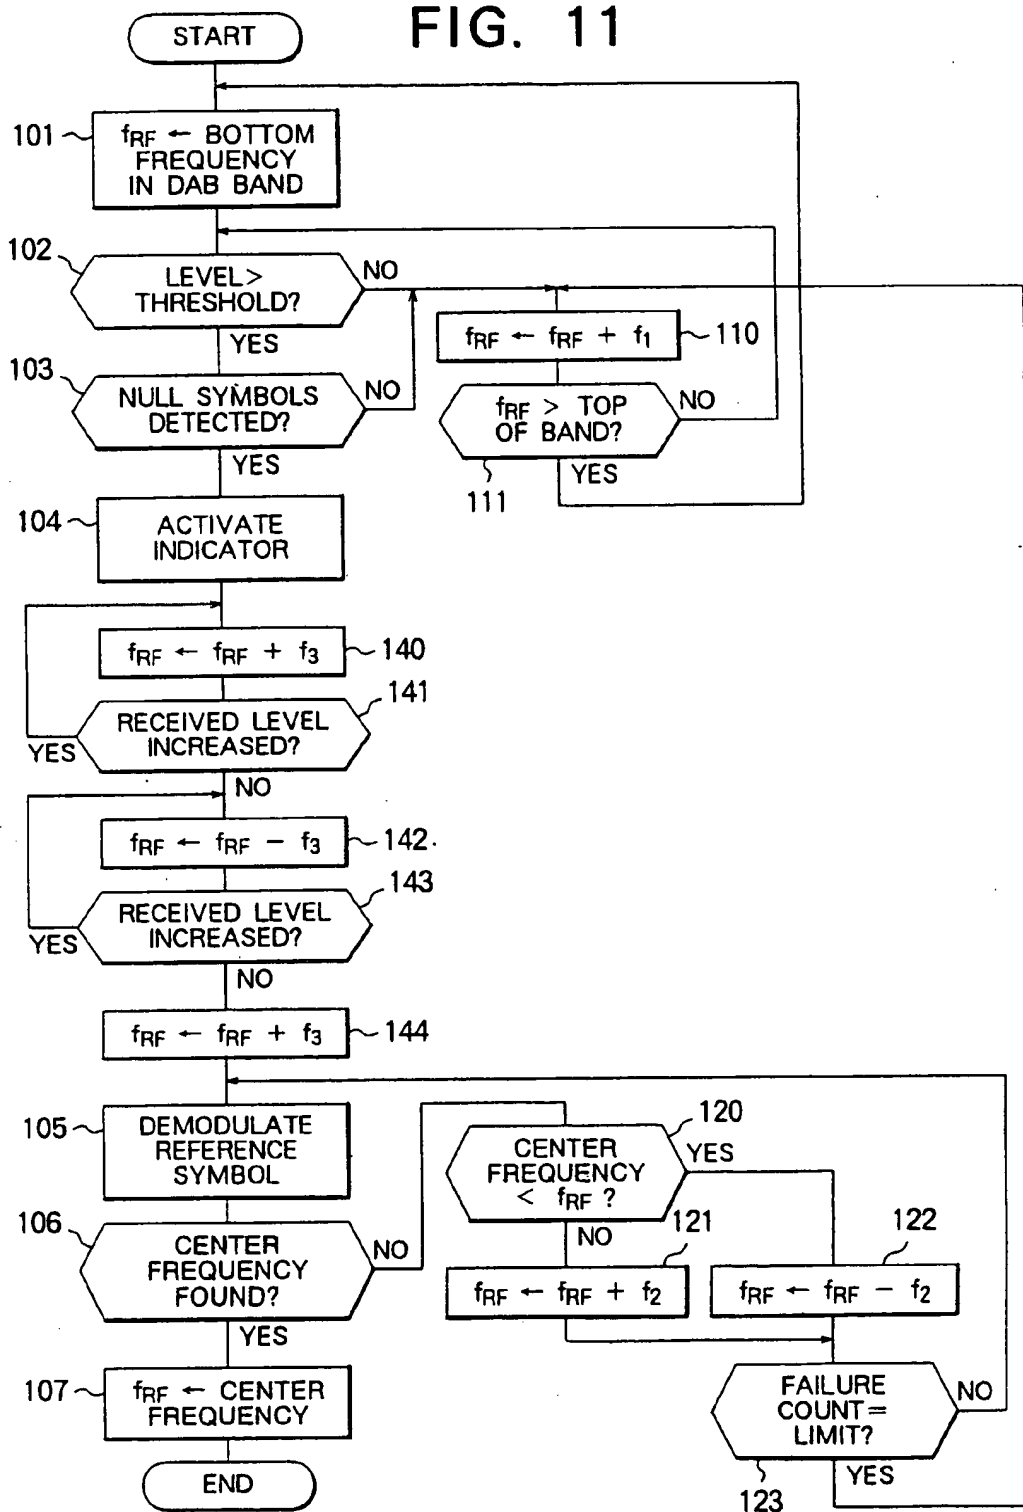 FIG. 11
START
101
fRF ← BOTTOM
FREQUENCY
IN DAB BAND
102
LEVEL>
THRESHOLD?
NO
YES
fRF ← fRF + f1
110
103
NULL SYMBOLS
DETECTED?
NO
YES
fRF > TOP
OF BAND?
NO
YES
111
104
ACTIVATE
INDICATOR
fRF ← fRF + f3
140
141
RECEIVED LEVEL
INCREASED?
YES
NO
fRF ← fRF − f3
142
143
RECEIVED LEVEL
INCREASED?
YES
NO
fRF ← fRF + f3
144
105
DEMODULATE
REFERENCE
SYMBOL
120
CENTER
FREQUENCY
< fRF ?
YES
NO
106
CENTER
FREQUENCY
FOUND?
NO
YES
121
fRF ← fRF + f2
122
fRF ← fRF − f2
107
fRF ← CENTER
FREQUENCY
FAILURE
COUNT=
LIMIT?
NO
YES
123
END